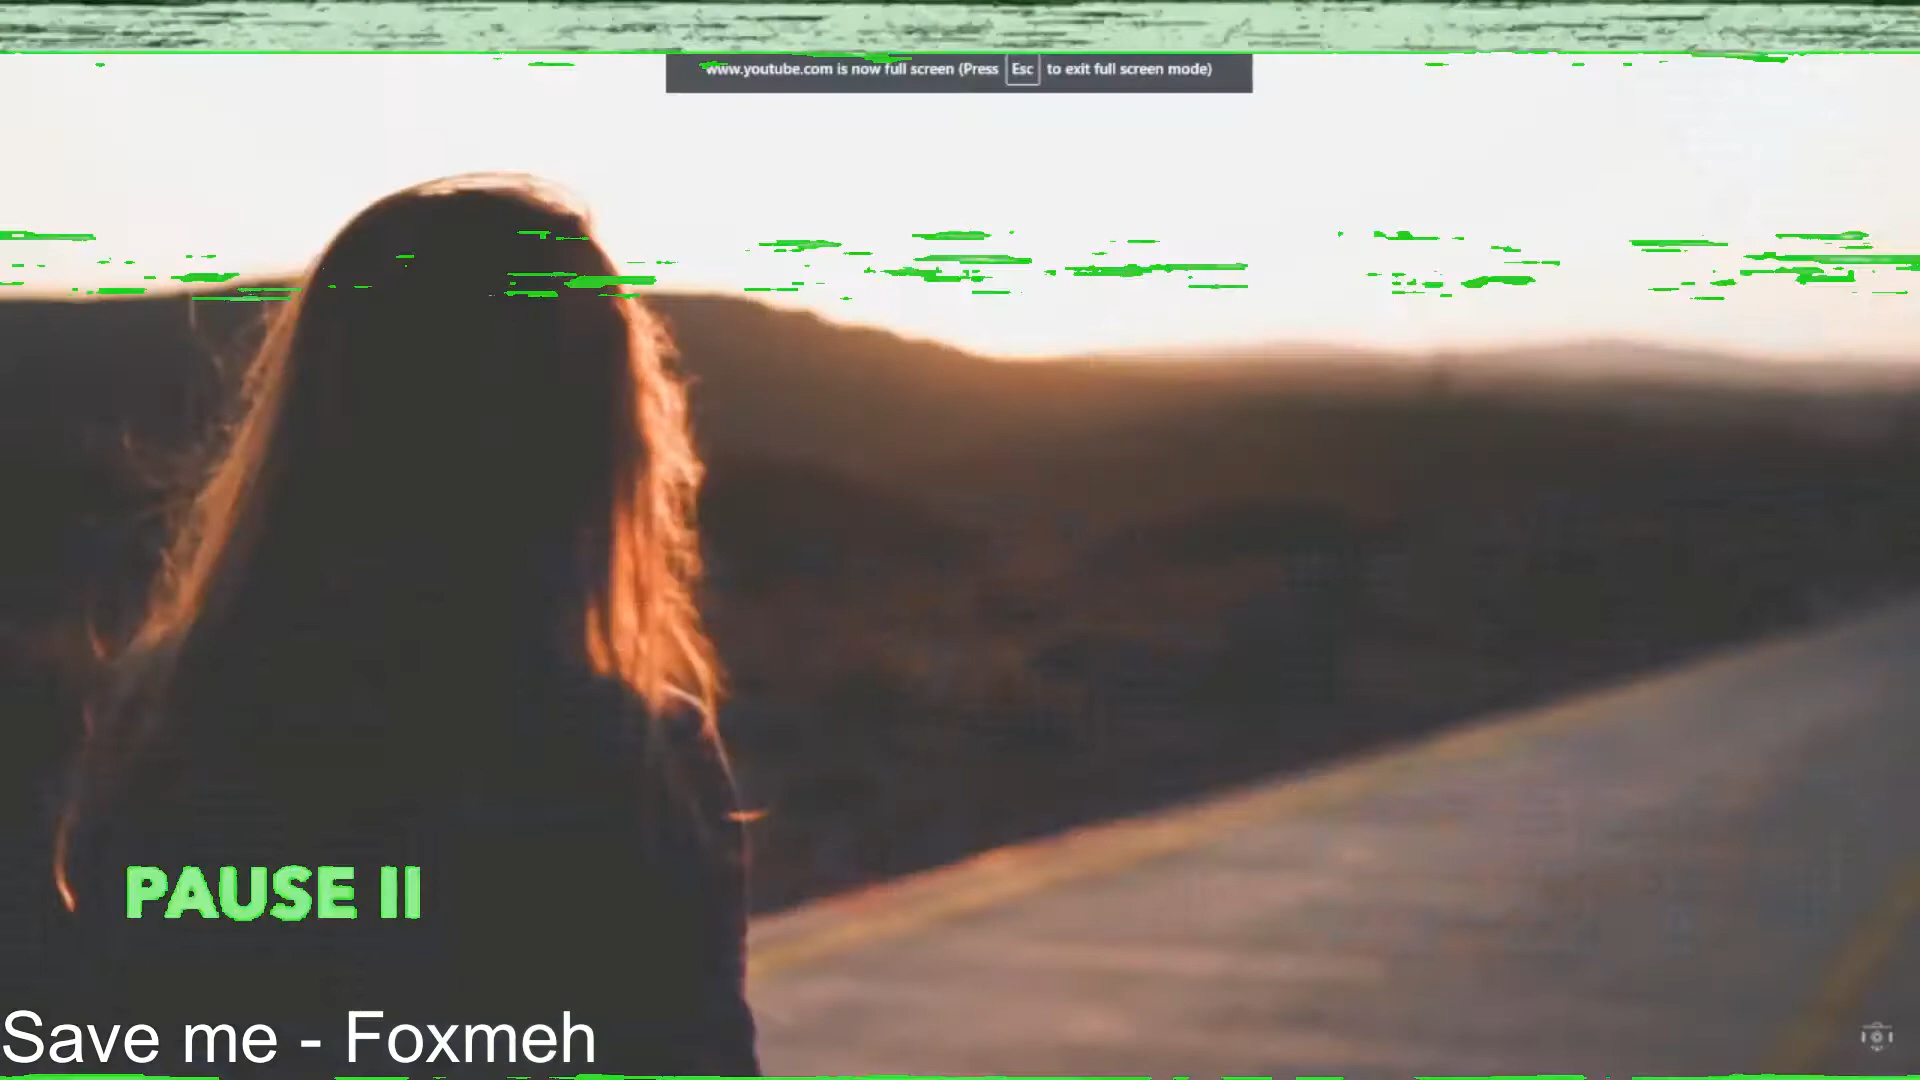 www.youtube.com is now full screen (Press Esc to exit full screen mode)
PAUSE II
Save me - Foxmeh